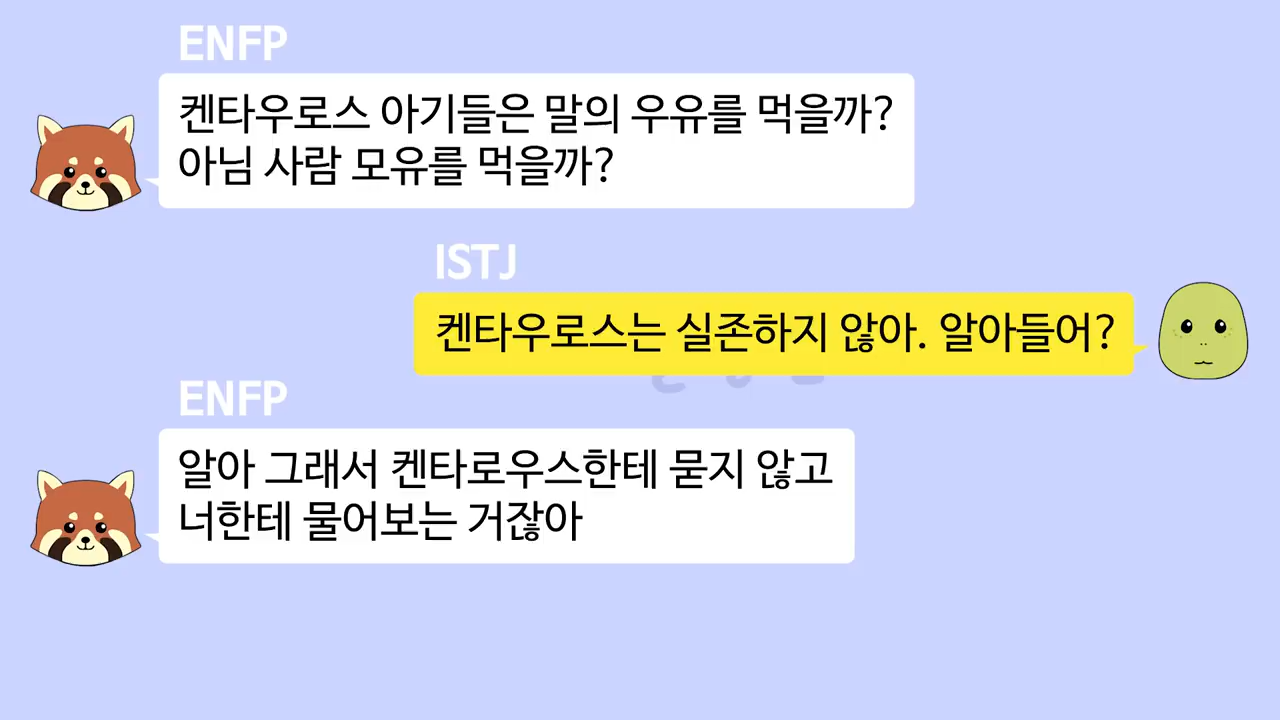 ENFP
켄타우로스 아기들은 말의 우유를 먹을까?
아님 사람 모유를 먹을까?
ISTJ
켄타우로스는 실존하지 않아. 알아들어?
ENFP
알아 그래서 켄타로우스한테 묻지 않고
너한테 물어보는 거잖아